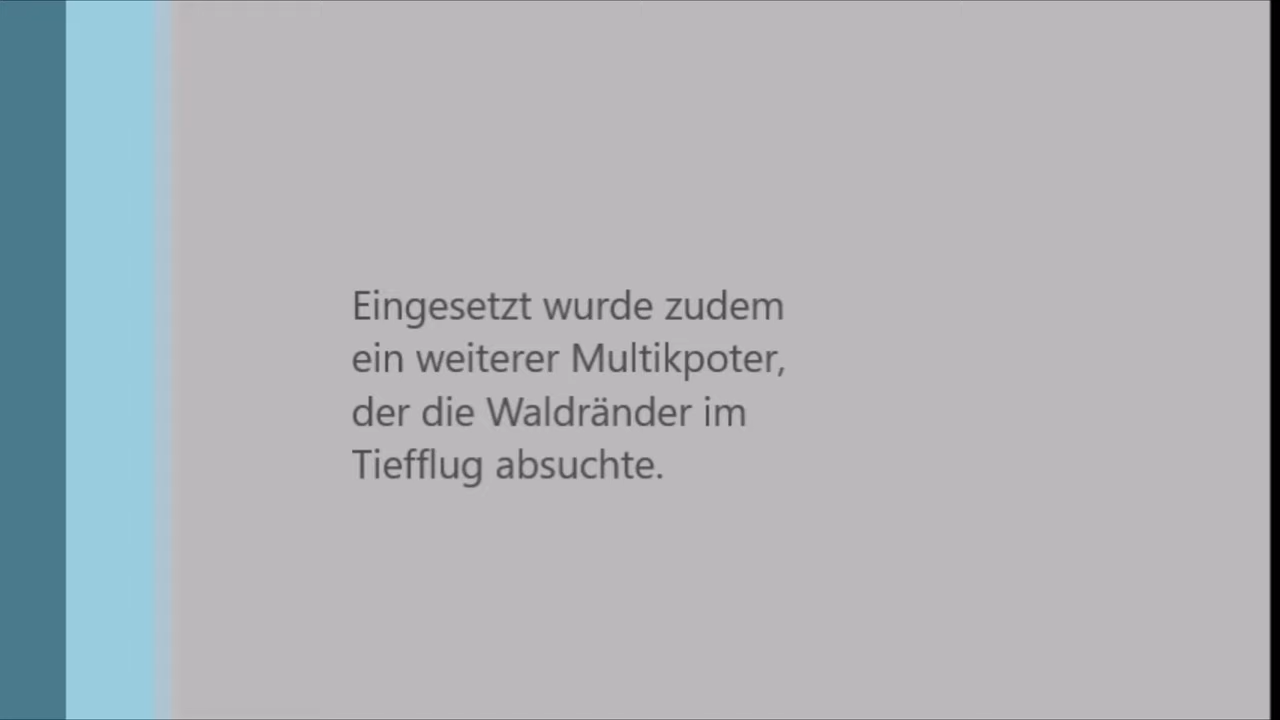 Eingesetzt wurde zudem
ein weiterer Multikpoter,
der die Waldränder im
Tiefflug absuchte.